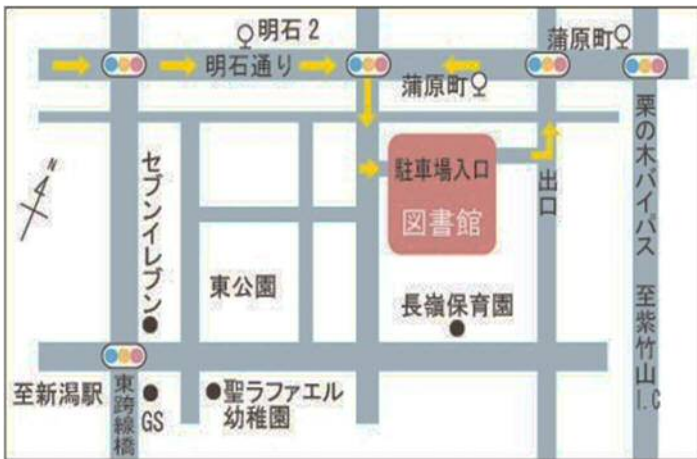 明石2
蒲原町
明石通り
蒲原町
N
セブンイレブン
駐車場入口
図書館
出口
栗の木バイパス 至紫竹山I.C
東公園
長嶺保育園
至新潟駅
東跨線橋
GS
聖ラファエル
幼稚園